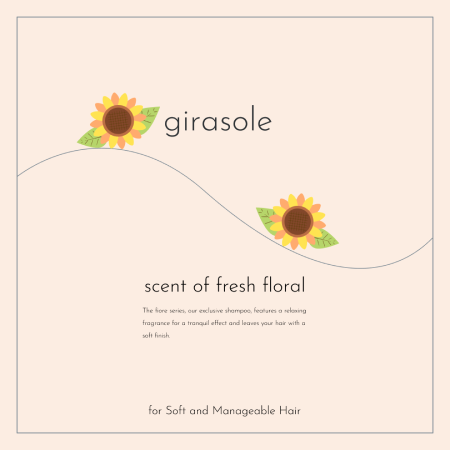 girasole
scent of fresh floral
The fiore series, our exclusive shampoo, features a relaxing
fragrance for a tranquil effect and leaves your hair with a
soft finish.
for Soft and Manageable Hair